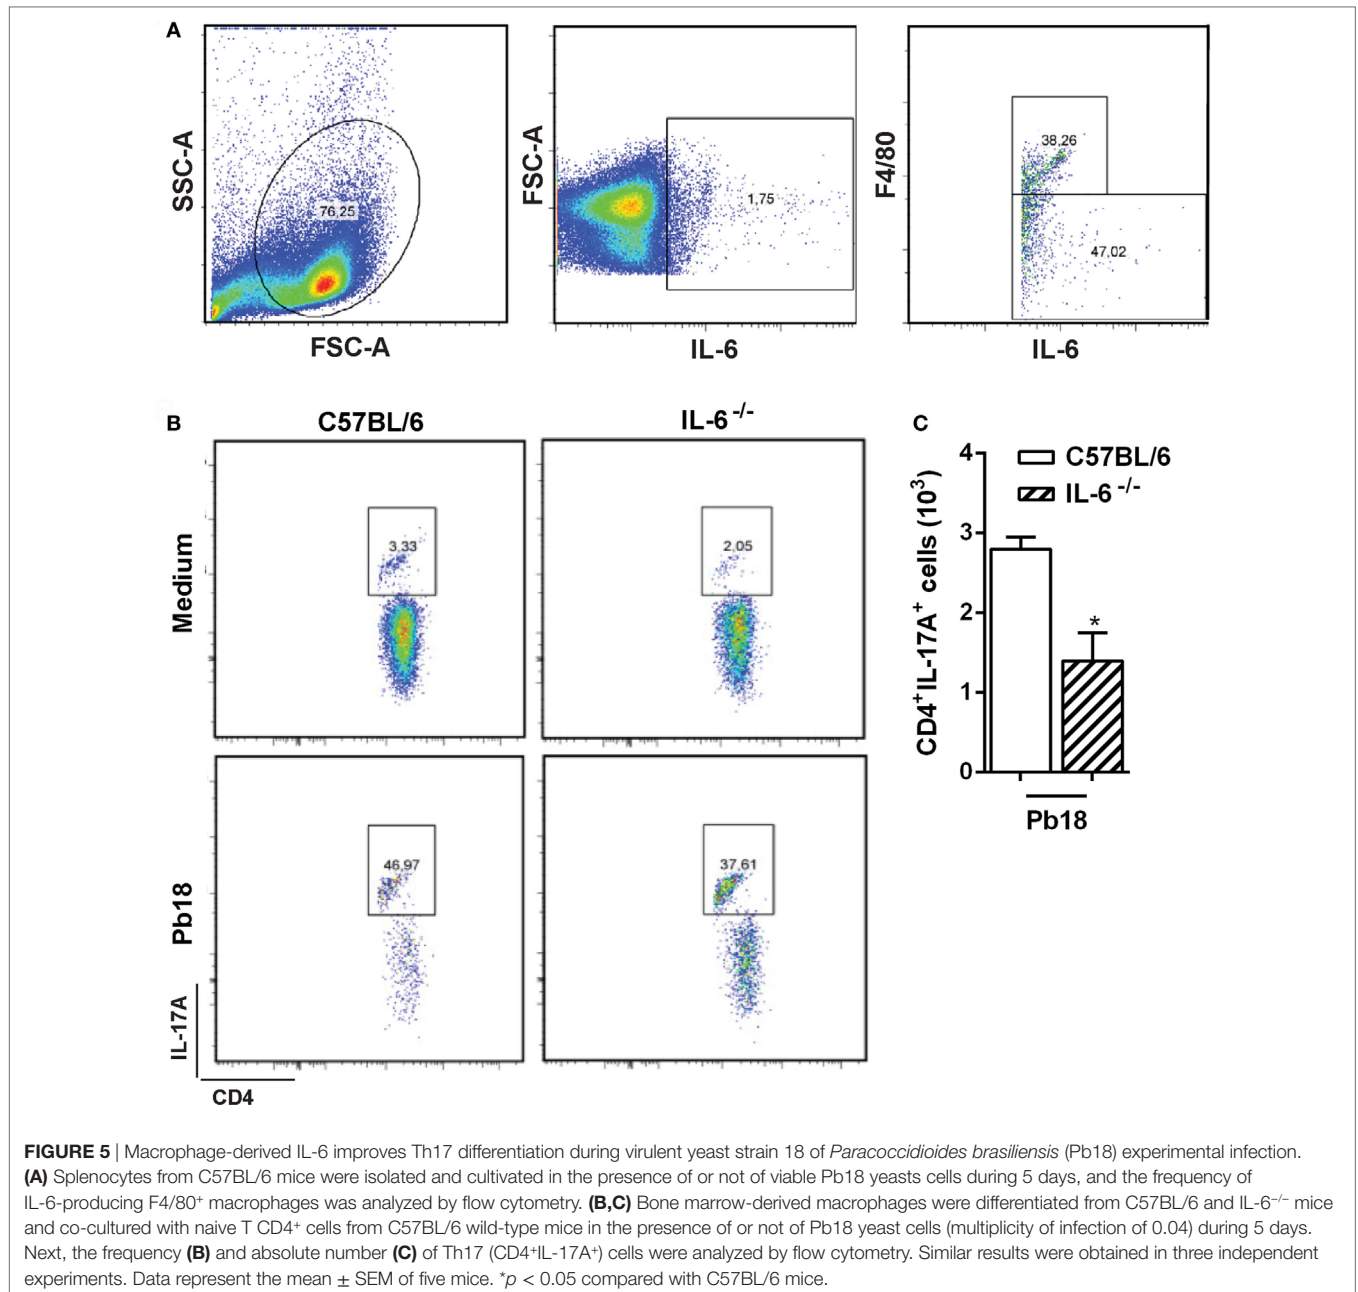 A
SSC-A
76,25
FSC-A
FSC-A
1,75
IL-6
F4/80
38,26
47,02
IL-6
B
C57BL/6
IL-6 -/-
Medium
3,33
2,05
Pb18
46,97
37,61
IL-17A
CD4
C
CD4+IL-17A+ cells (10³)
4
3
2
1
0
C57BL/6
IL-6 -/-
*
Pb18
FIGURE 5 | Macrophage-derived IL-6 improves Th17 differentiation during virulent yeast strain 18 of Paracoccidioides brasiliensis (Pb18) experimental infection.
(A) Splenocytes from C57BL/6 mice were isolated and cultivated in the presence of or not of viable Pb18 yeasts cells during 5 days, and the frequency of
IL-6-producing F4/80+ macrophages was analyzed by flow cytometry. (B,C) Bone marrow-derived macrophages were differentiated from C57BL/6 and IL-6−/− mice
and co-cultured with naive T CD4+ cells from C57BL/6 wild-type mice in the presence of or not of Pb18 yeast cells (multiplicity of infection of 0.04) during 5 days.
Next, the frequency (B) and absolute number (C) of Th17 (CD4+IL-17A+) cells were analyzed by flow cytometry. Similar results were obtained in three independent
experiments. Data represent the mean ± SEM of five mice. *p < 0.05 compared with C57BL/6 mice.